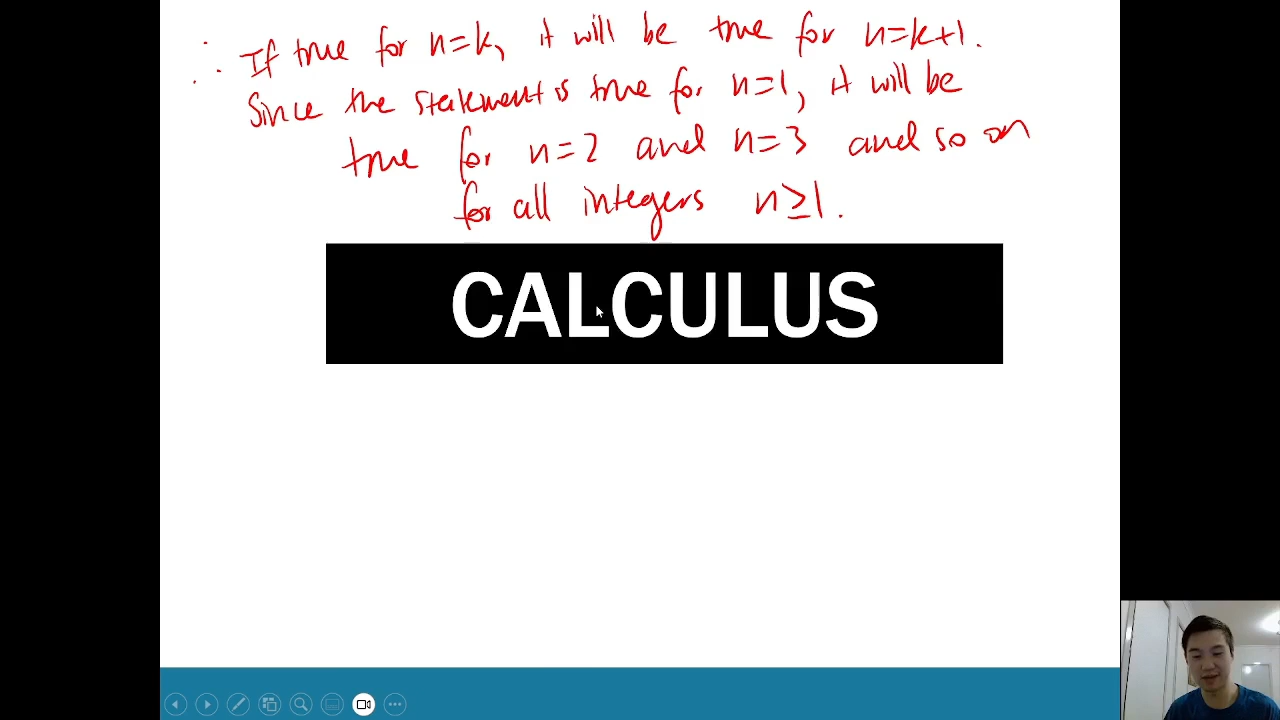 ∴ If true for n=k, it will be true for n=k+1.
Since the statement is true for n=1, it will be
true for n=2 and n=3 and so on
for all integers n≥1.
CALCULUS